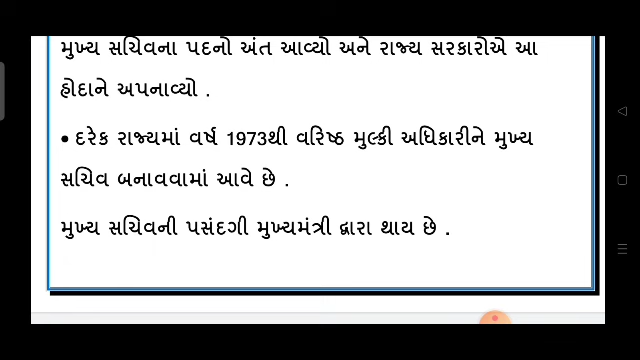 મુખ્ય સચિવના પદનો અંત આવ્યો અને રાજ્ય સરકારોએ આ
હોદાને અપનાવ્યો .
• દરેક રાજ્યમાં વર્ષ 1973થી વરિષ્ઠ મુલ્કી અધિકારીને મુખ્ય
સચિવ બનાવવામાં આવે છે .
મુખ્ય સચિવની પસંદગી મુખ્યમંત્રી દ્વારા થાય છે .